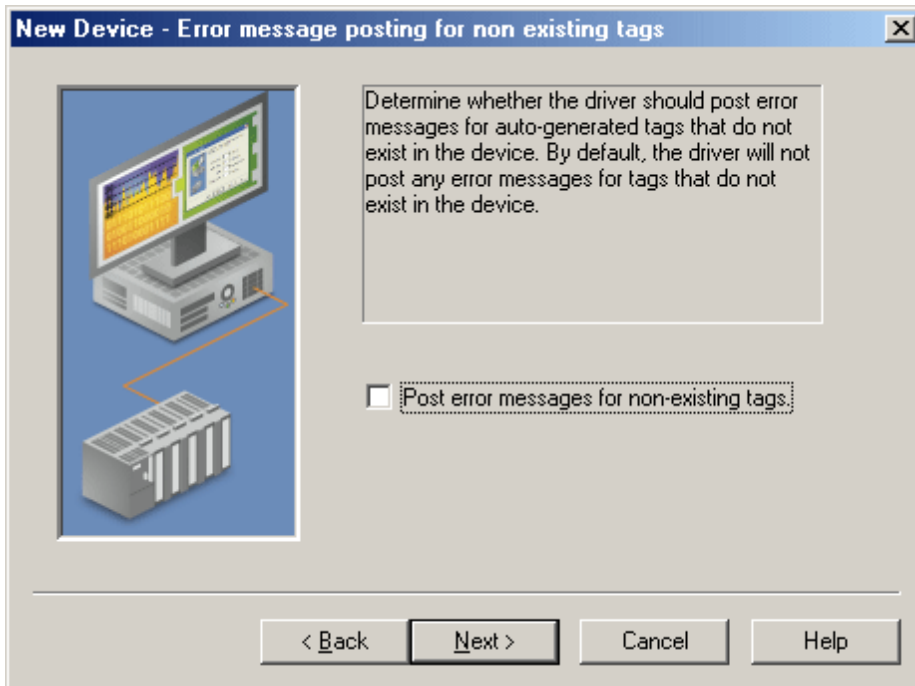 New Device - Error message posting for non existing tags
Determine whether the driver should post error
messages for auto-generated tags that do not
exist in the device. By default, the driver will not
post any error messages for tags that do not
exist in the device.
Post error messages for non-existing tags.
< Back
Next >
Cancel
Help